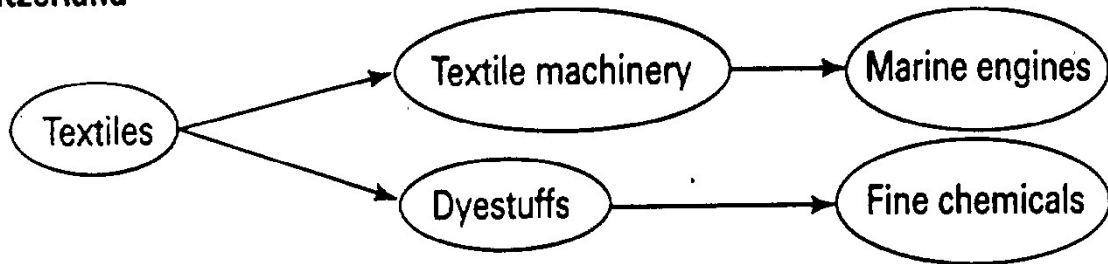 Textile machinery
Marine engines
Textiles
Dyestuffs
Fine chemicals